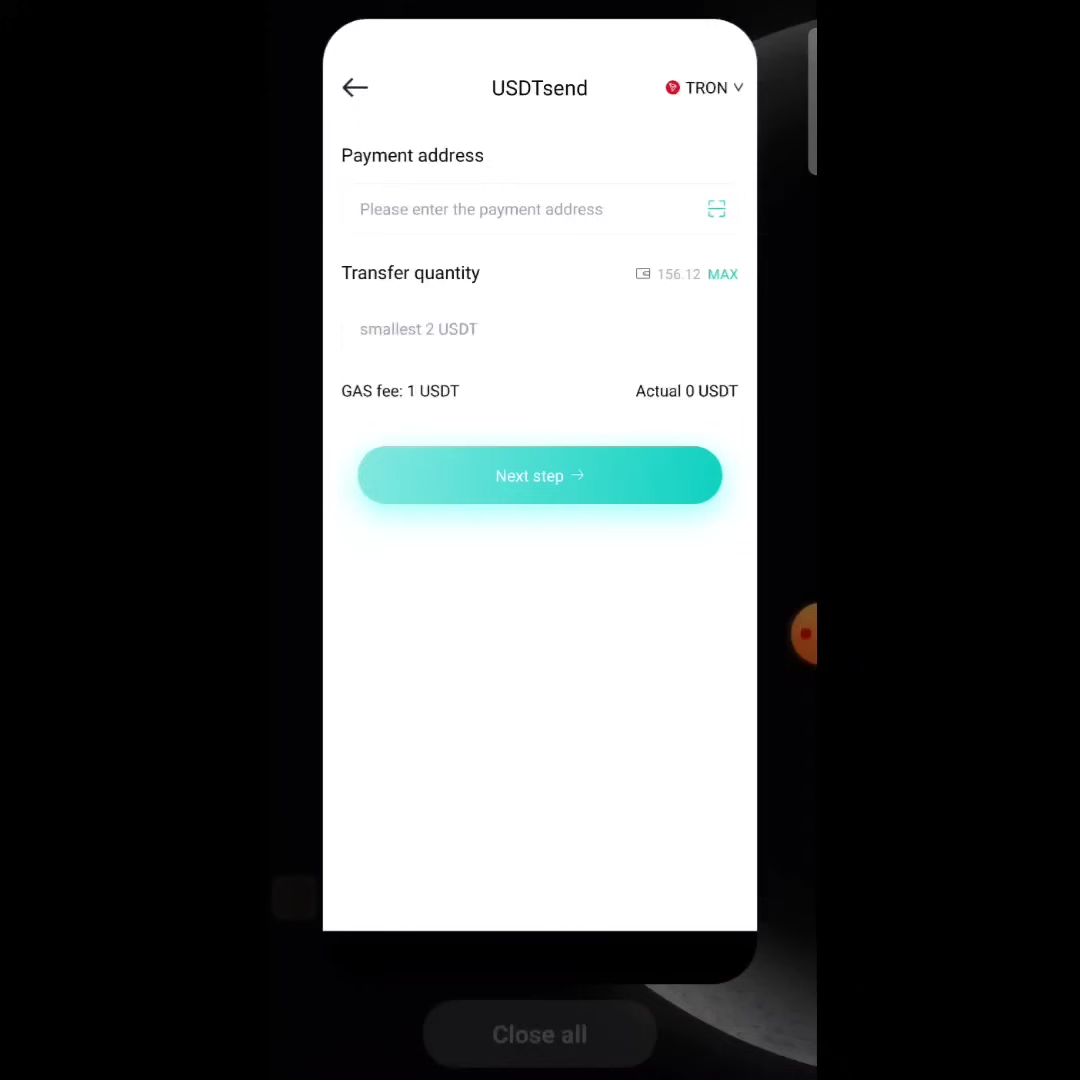 USDTsend
TRON
Payment address
Please enter the payment address
Transfer quantity
156.12 MAX
smallest 2 USDT
GAS fee: 1 USDT
Actual 0 USDT
Next step →
Close all